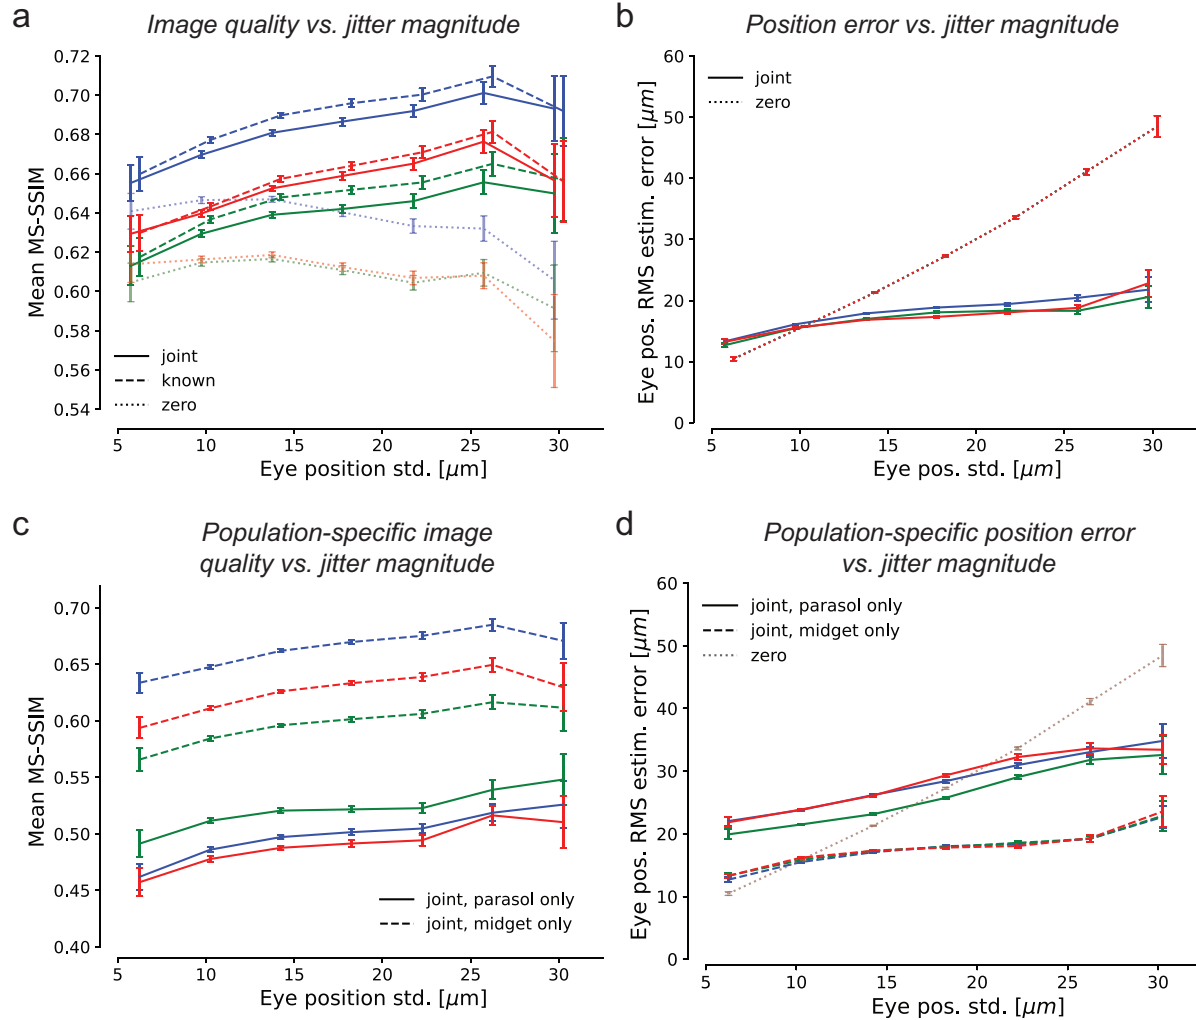 a
Image quality vs. jitter magnitude
0.72
0.70
0.68
0.66
0.64
0.62
0.60
0.58
0.56
0.54
Mean MS-SSIM
joint
known
zero
5
10
15
20
25
30
Eye position std. [μm]
b
Position error vs. jitter magnitude
60
50
40
30
20
10
0
Eye pos. RMS estim. error [μm]
joint
zero
5
10
15
20
25
30
Eye pos. std. [μm]
c
Population-specific image
quality vs. jitter magnitude
0.70
0.65
0.60
0.55
0.50
0.45
0.40
Mean MS-SSIM
joint, parasol only
joint, midget only
5
10
15
20
25
30
Eye position std. [μm]
d
Population-specific position error
vs. jitter magnitude
60
50
40
30
20
10
0
Eye pos. RMS estim. error [μm]
joint, parasol only
joint, midget only
zero
5
10
15
20
25
30
Eye pos. std. [μm]